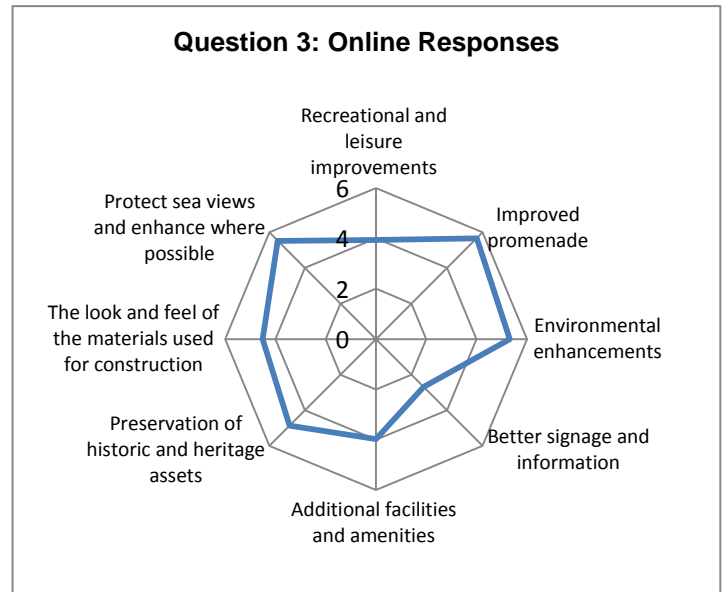 Question 3: Online Responses
Recreational and
leisure
improvements
Improved
promenade
Environmental
enhancements
Better signage and
information
Additional facilities
and amenities
Preservation of
historic and heritage
assets
The look and feel of
the materials used
for construction
Protect sea views
and enhance where
possible
6
4
2
0